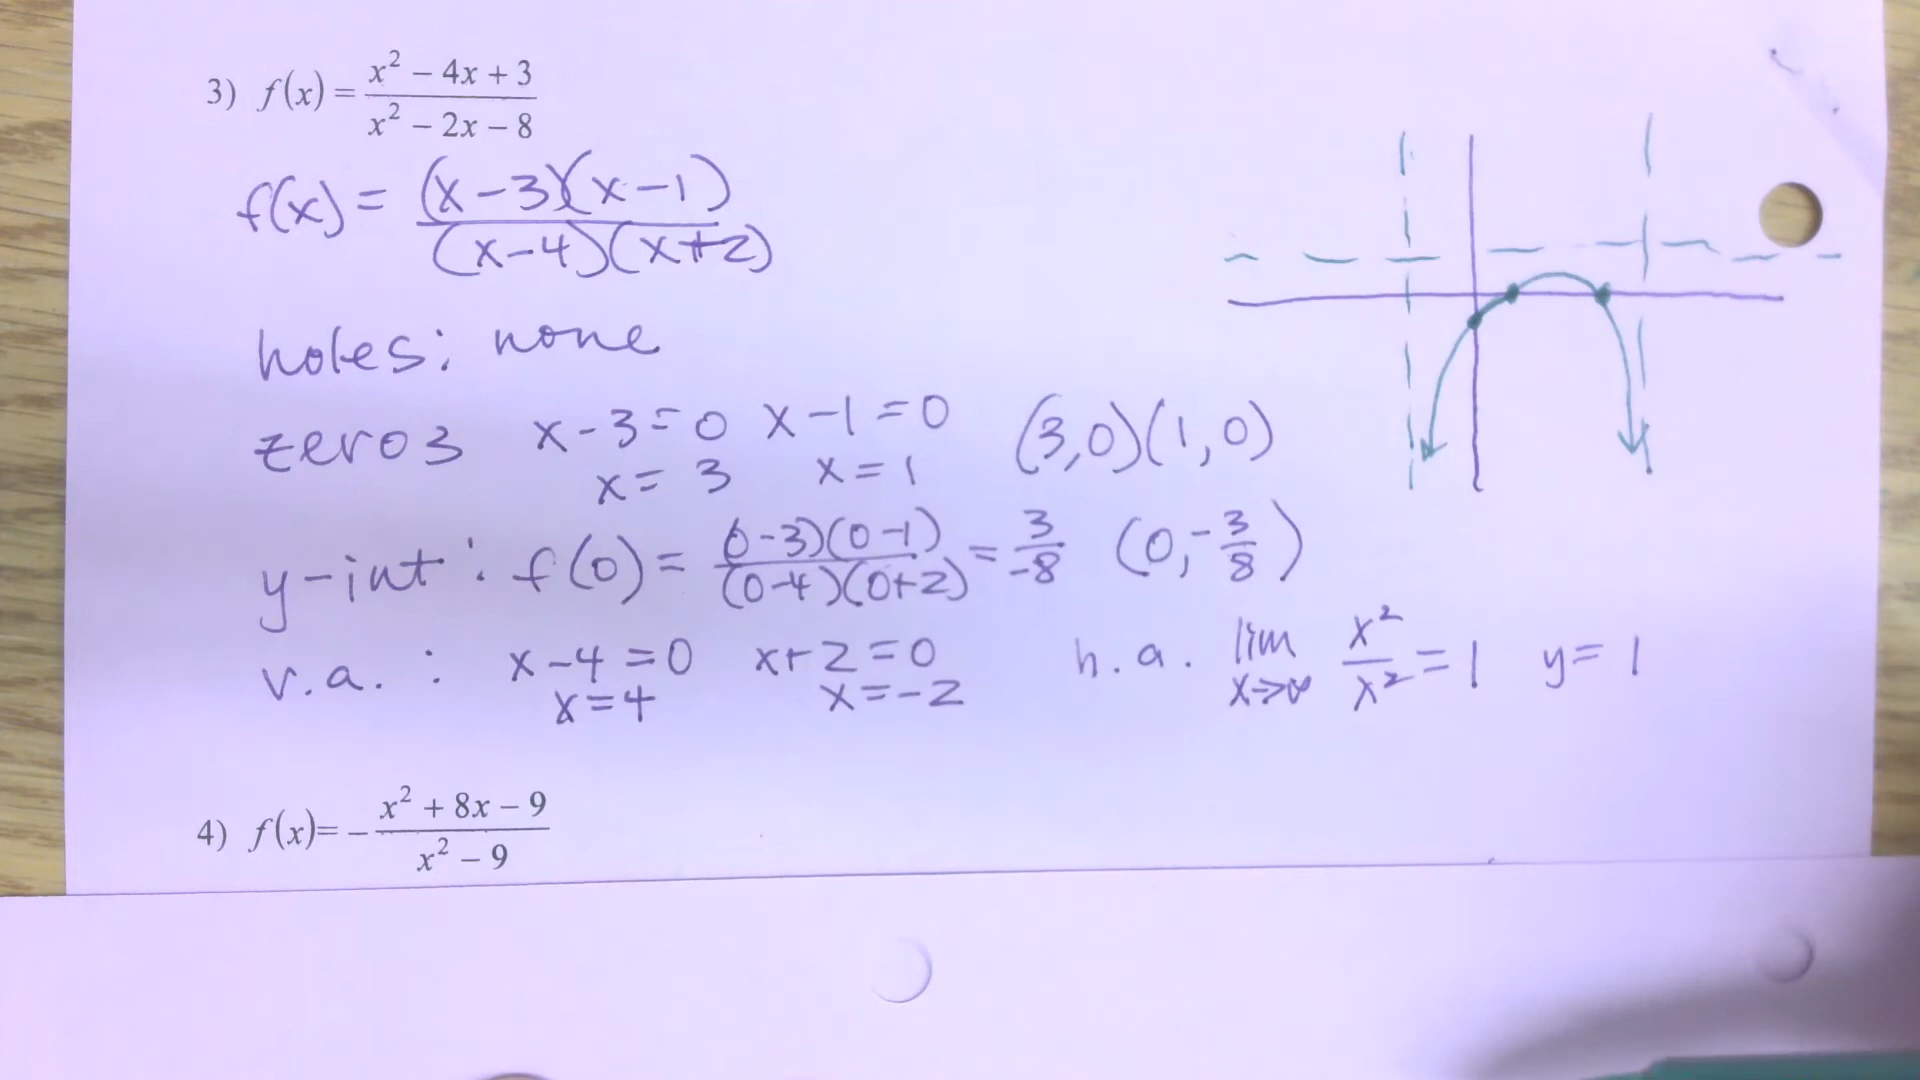 3) f(x) = (x² − 4x + 3)/(x² − 2x − 8)
f(x) = (x−3)(x−1)/(x−4)(x+2)
holes: none
zeros x−3=0 x−1=0 (3,0)(1,0)
x=3 x=1
y-int: f(0) = (0−3)(0−1)/(0−4)(0+2) = 3/−8 (0,−3/8)
v.a.: x−4=0 x+2=0 h.a. lim x→∞ x²/x² = 1 y=1
x=4 x=−2
4) f(x)= −(x² + 8x − 9)/(x² − 9)